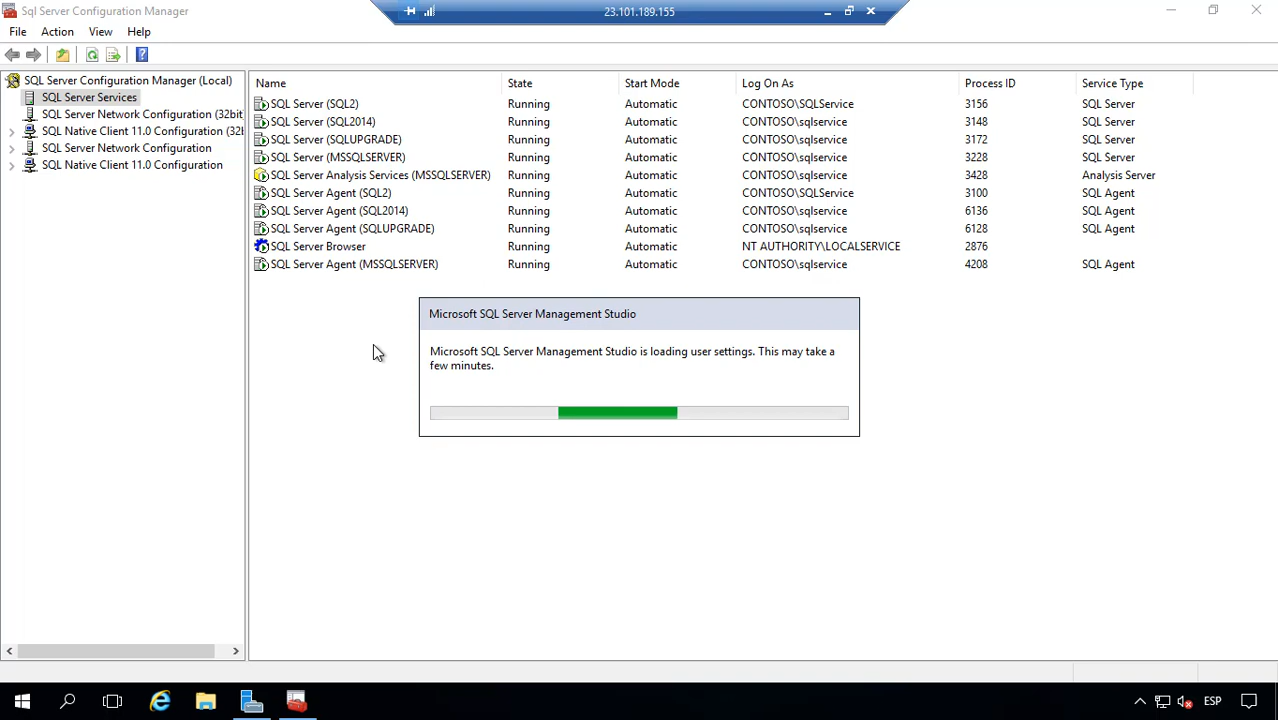 Sql Server Configuration Manager
23.101.189.155
File Action View Help
SQL Server Configuration Manager (Local)
SQL Server Services
SQL Server Network Configuration (32bit
SQL Native Client 11.0 Configuration (32b
SQL Server Network Configuration
SQL Native Client 11.0 Configuration
Name State Start Mode Log On As Process ID Service Type
SQL Server (SQL2) Running Automatic CONTOSO\SQLService 3156 SQL Server
SQL Server (SQL2014) Running Automatic CONTOSO\sqlservice 3148 SQL Server
SQL Server (SQLUPGRADE) Running Automatic CONTOSO\sqlservice 3172 SQL Server
SQL Server (MSSQLSERVER) Running Automatic CONTOSO\sqlservice 3228 SQL Server
SQL Server Analysis Services (MSSQLSERVER) Running Automatic CONTOSO\sqlservice 3428 Analysis Server
SQL Server Agent (SQL2) Running Automatic CONTOSO\SQLService 3100 SQL Agent
SQL Server Agent (SQL2014) Running Automatic CONTOSO\sqlservice 6136 SQL Agent
SQL Server Agent (SQLUPGRADE) Running Automatic CONTOSO\sqlservice 6128 SQL Agent
SQL Server Browser Running Automatic NT AUTHORITY\LOCALSERVICE 2876
SQL Server Agent (MSSQLSERVER) Running Automatic CONTOSO\sqlservice 4208 SQL Agent
Microsoft SQL Server Management Studio
Microsoft SQL Server Management Studio is loading user settings. This may take a
few minutes.
ESP